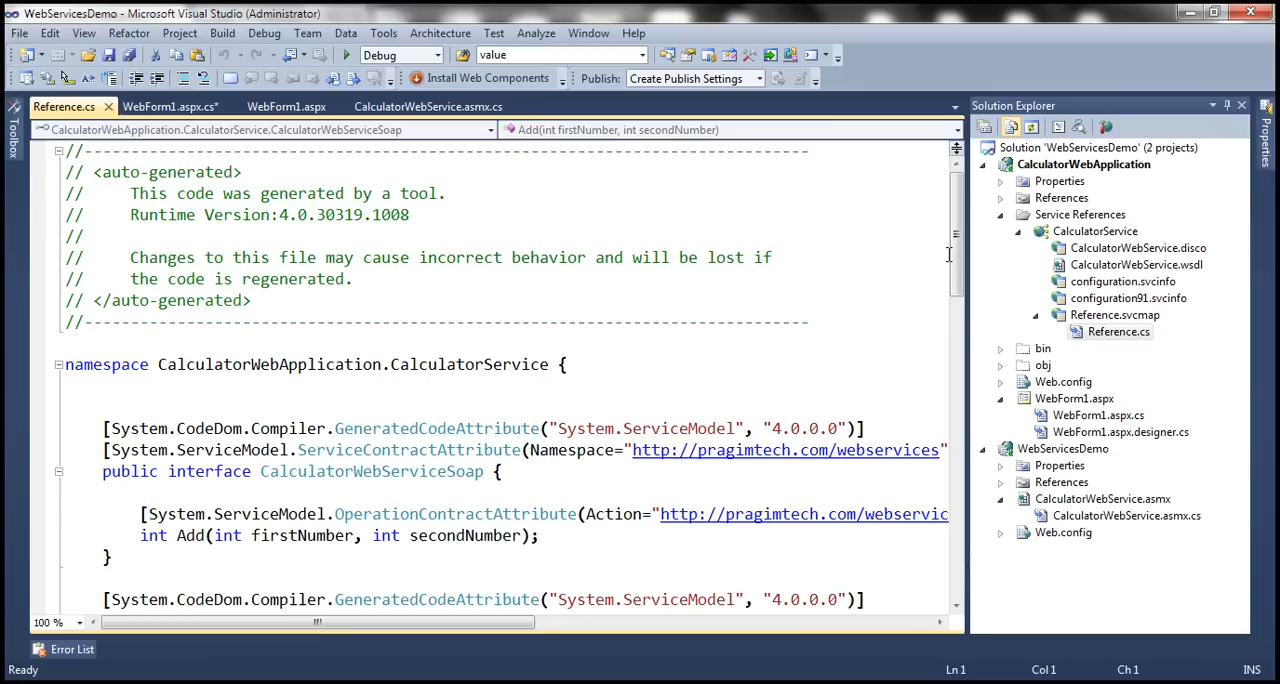 WebServicesDemo - Microsoft Visual Studio (Administrator)
File Edit View Refactor Project Build Debug Team Data Tools Architecture Test Analyze Window Help
Debug value
Install Web Components Publish: Create Publish Settings
Reference.cs WebForm1.aspx.cs* WebForm1.aspx CalculatorWebService.asmx.cs
CalculatorWebApplication.CalculatorService.CalculatorWebServiceSoap Add(int firstNumber, int secondNumber)
//------------------------------------------------------------------------------
// <auto-generated>
// This code was generated by a tool.
// Runtime Version:4.0.30319.1008
//
// Changes to this file may cause incorrect behavior and will be lost if
// the code is regenerated.
// </auto-generated>
//------------------------------------------------------------------------------
namespace CalculatorWebApplication.CalculatorService {
[System.CodeDom.Compiler.GeneratedCodeAttribute("System.ServiceModel", "4.0.0.0")]
[System.ServiceModel.ServiceContractAttribute(Namespace="http://pragimtech.com/webservices"
public interface CalculatorWebServiceSoap {
[System.ServiceModel.OperationContractAttribute(Action="http://pragimtech.com/webservic
int Add(int firstNumber, int secondNumber);
}
[System.CodeDom.Compiler.GeneratedCodeAttribute("System.ServiceModel", "4.0.0.0")]
100 %
Error List
Ready Ln 1 Col 1 Ch 1 INS
Toolbox
Solution Explorer
Solution 'WebServicesDemo' (2 projects)
CalculatorWebApplication
Properties
References
Service References
CalculatorService
CalculatorWebService.disco
CalculatorWebService.wsdl
configuration.svcinfo
configuration91.svcinfo
Reference.svcmap
Reference.cs
bin
obj
Web.config
WebForm1.aspx
WebForm1.aspx.cs
WebForm1.aspx.designer.cs
WebServicesDemo
Properties
References
CalculatorWebService.asmx
CalculatorWebService.asmx.cs
Web.config
Properties